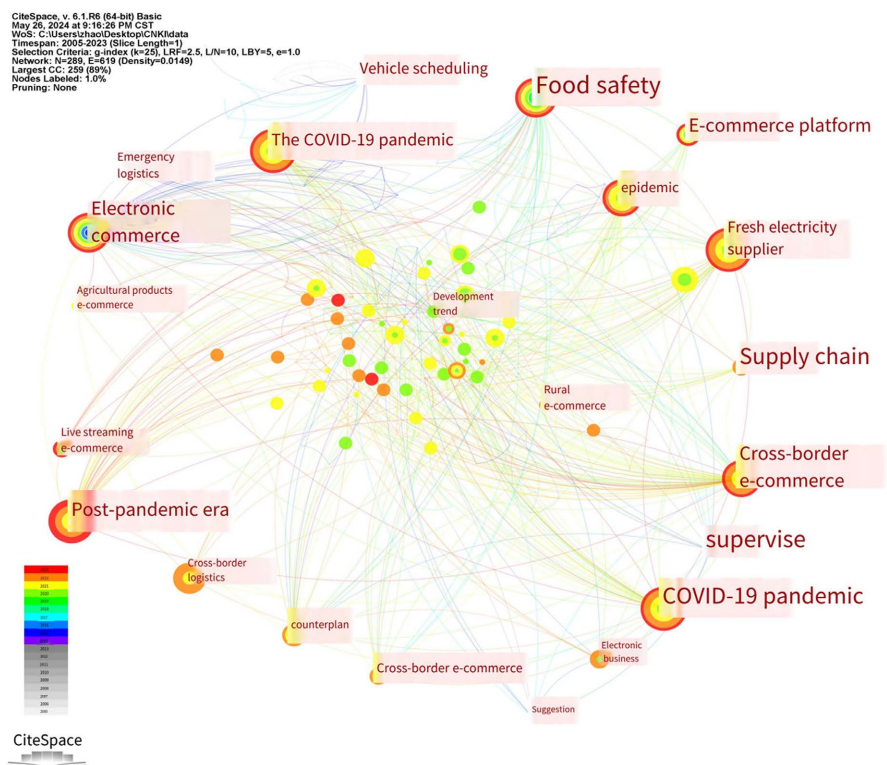 CiteSpace, v. 6.1.R6 (64-bit) Basic
May 26, 2024 at 9:16:26 PM CST
WoS: C:\Users\zhao\Desktop\CNKI\data
Timespan: 2005-2023 (Slice Length=1)
Selection Criteria: g-index (k=25), LRF=2.5, L/N=10, LBY=5, e=1.0
Network: N=289, E=619 (Density=0.0149)
Largest CC: 259 (89%)
Nodes Labeled: 1.0%
Pruning: None
Vehicle scheduling
Food safety
The COVID-19 pandemic
E-commerce platform
Emergency
logistics
epidemic
Electronic
commerce
Fresh electricity
supplier
Agricultural products
e-commerce
Development
trend
Supply chain
Rural
e-commerce
Live streaming
e-commerce
Cross-border
e-commerce
Post-pandemic era
supervise
Cross-border
logistics
COVID-19 pandemic
counterplan
Electronic
business
Cross-border e-commerce
Suggestion
CiteSpace